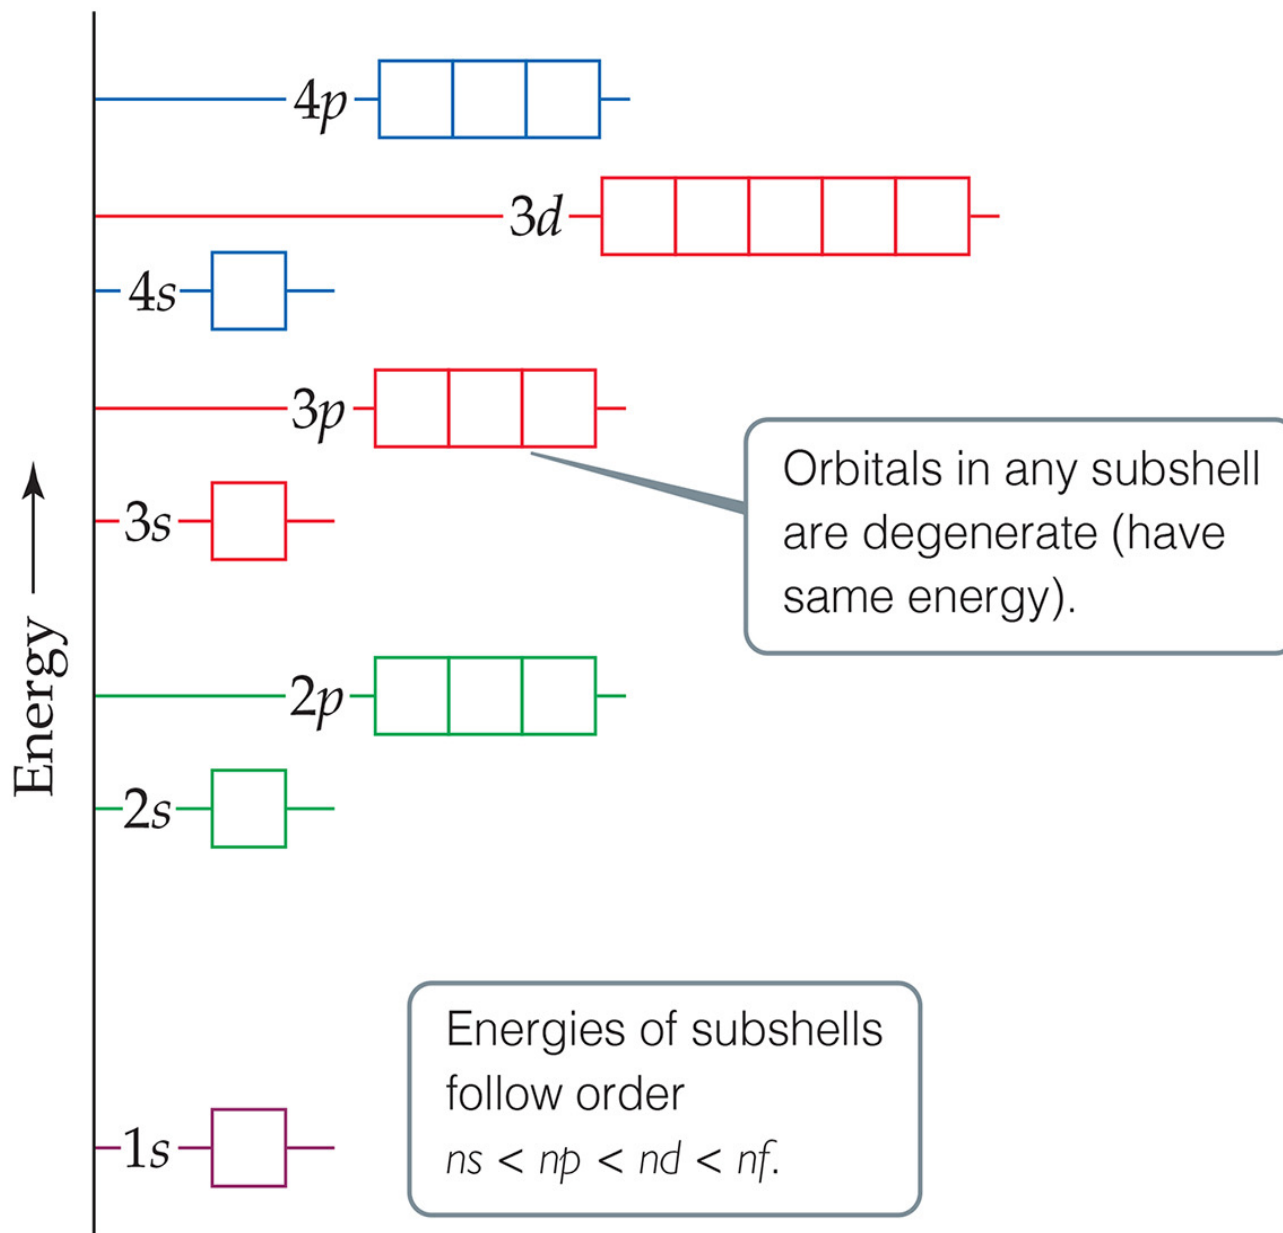 4p
3d
4s
3p
Orbitals in any subshell
are degenerate (have
same energy).
3s
Energy
2p
2s
Energies of subshells
follow order
ns < np < nd < nf.
1s